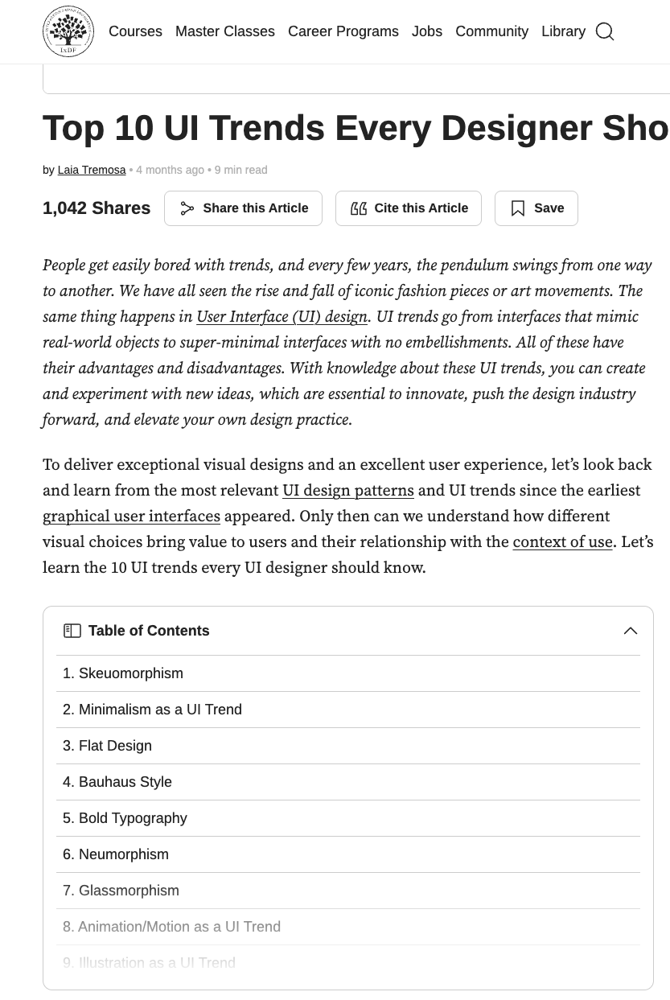 INTERACTION DESIGN FOUNDATION
IxDF
Courses Master Classes Career Programs Jobs Community Library
Top 10 UI Trends Every Designer Sho
by Laia Tremosa • 4 months ago • 9 min read
1,042 Shares Share this Article Cite this Article Save
People get easily bored with trends, and every few years, the pendulum swings from one way
to another. We have all seen the rise and fall of iconic fashion pieces or art movements. The
same thing happens in User Interface (UI) design. UI trends go from interfaces that mimic
real-world objects to super-minimal interfaces with no embellishments. All of these have
their advantages and disadvantages. With knowledge about these UI trends, you can create
and experiment with new ideas, which are essential to innovate, push the design industry
forward, and elevate your own design practice.
To deliver exceptional visual designs and an excellent user experience, let’s look back
and learn from the most relevant UI design patterns and UI trends since the earliest
graphical user interfaces appeared. Only then can we understand how different
visual choices bring value to users and their relationship with the context of use. Let’s
learn the 10 UI trends every UI designer should know.
Table of Contents
1. Skeuomorphism
2. Minimalism as a UI Trend
3. Flat Design
4. Bauhaus Style
5. Bold Typography
6. Neumorphism
7. Glassmorphism
8. Animation/Motion as a UI Trend
9. Illustration as a UI Trend